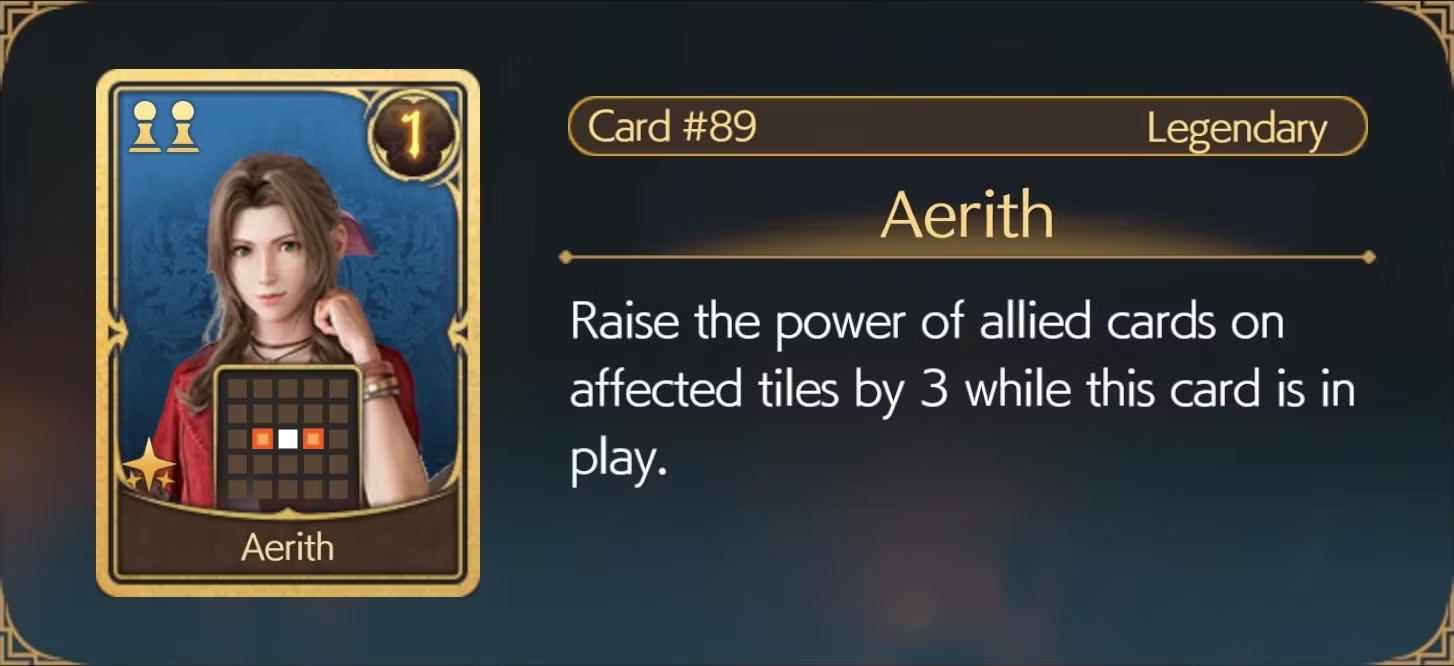 1
Aerith
Card #89 Legendary
Aerith
Raise the power of allied cards on
affected tiles by 3 while this card is in
play.